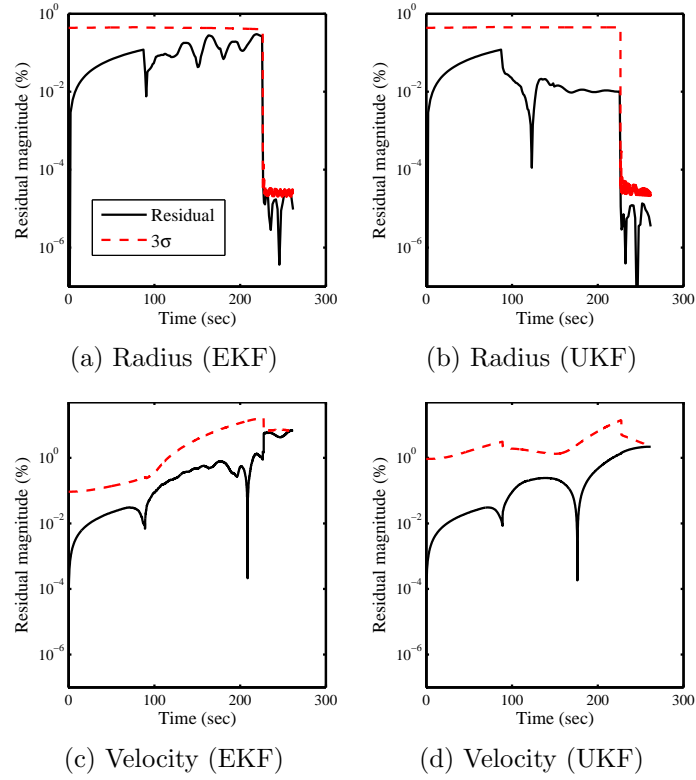 Residual magnitude (%)
10^0
10^-2
10^-4
10^-6
Residual
3σ
0 100 200 300
Time (sec)
(a) Radius (EKF)
Residual magnitude (%)
10^0
10^-2
10^-4
10^-6
0 100 200 300
Time (sec)
(b) Radius (UKF)
Residual magnitude (%)
10^0
10^-2
10^-4
10^-6
0 100 200 300
Time (sec)
(c) Velocity (EKF)
Residual magnitude (%)
10^0
10^-2
10^-4
10^-6
0 100 200 300
Time (sec)
(d) Velocity (UKF)